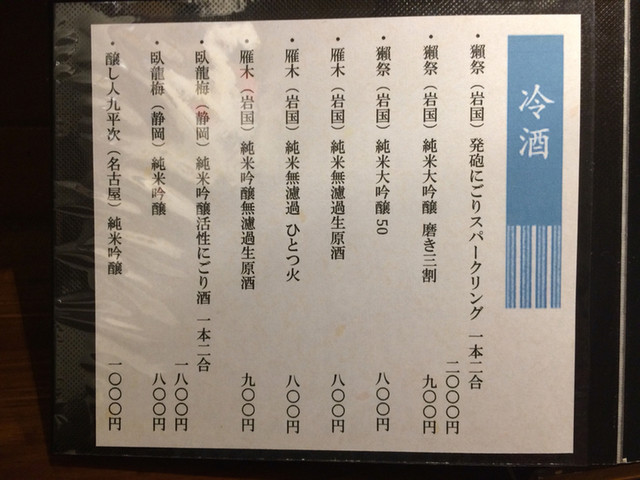 冷酒
・獺祭（岩国）発砲にごりスパークリング 一本二合
二〇〇〇円
・獺祭（岩国）純米大吟醸 磨き三割 九〇〇円
・獺祭（岩国）純米大吟醸50 八〇〇円
・雁木（岩国）純米無濾過生原酒 八〇〇円
・雁木（岩国）純米無濾過 ひとつ火 八〇〇円
・雁木（岩国）純米吟醸無濾過生原酒 九〇〇円
・臥龍梅（静岡）純米吟醸活性にごり酒 一本二合
一八〇〇円
・臥龍梅（静岡）純米吟醸 八〇〇円
・醸し人九平次（名古屋）純米吟醸 一〇〇〇円